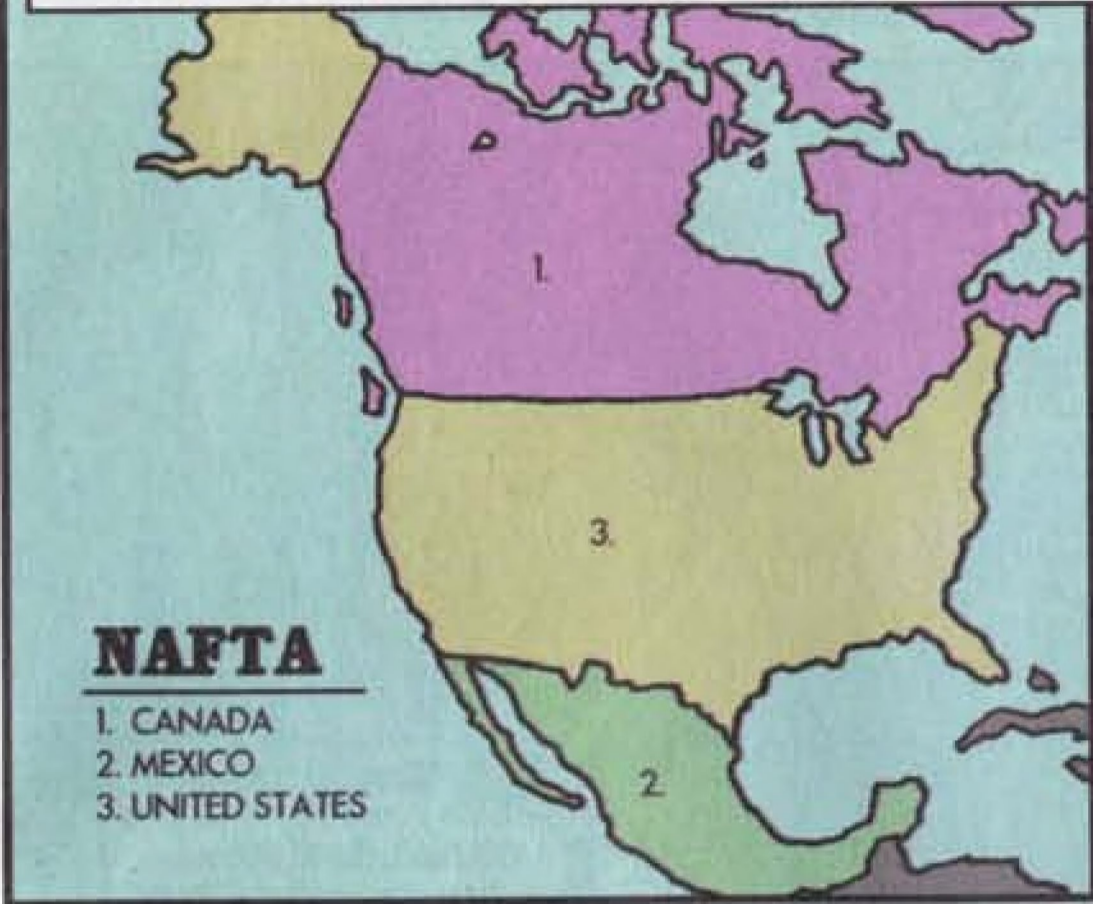 1.
3.
2.
NAFTA
1. CANADA
2. MEXICO
3. UNITED STATES